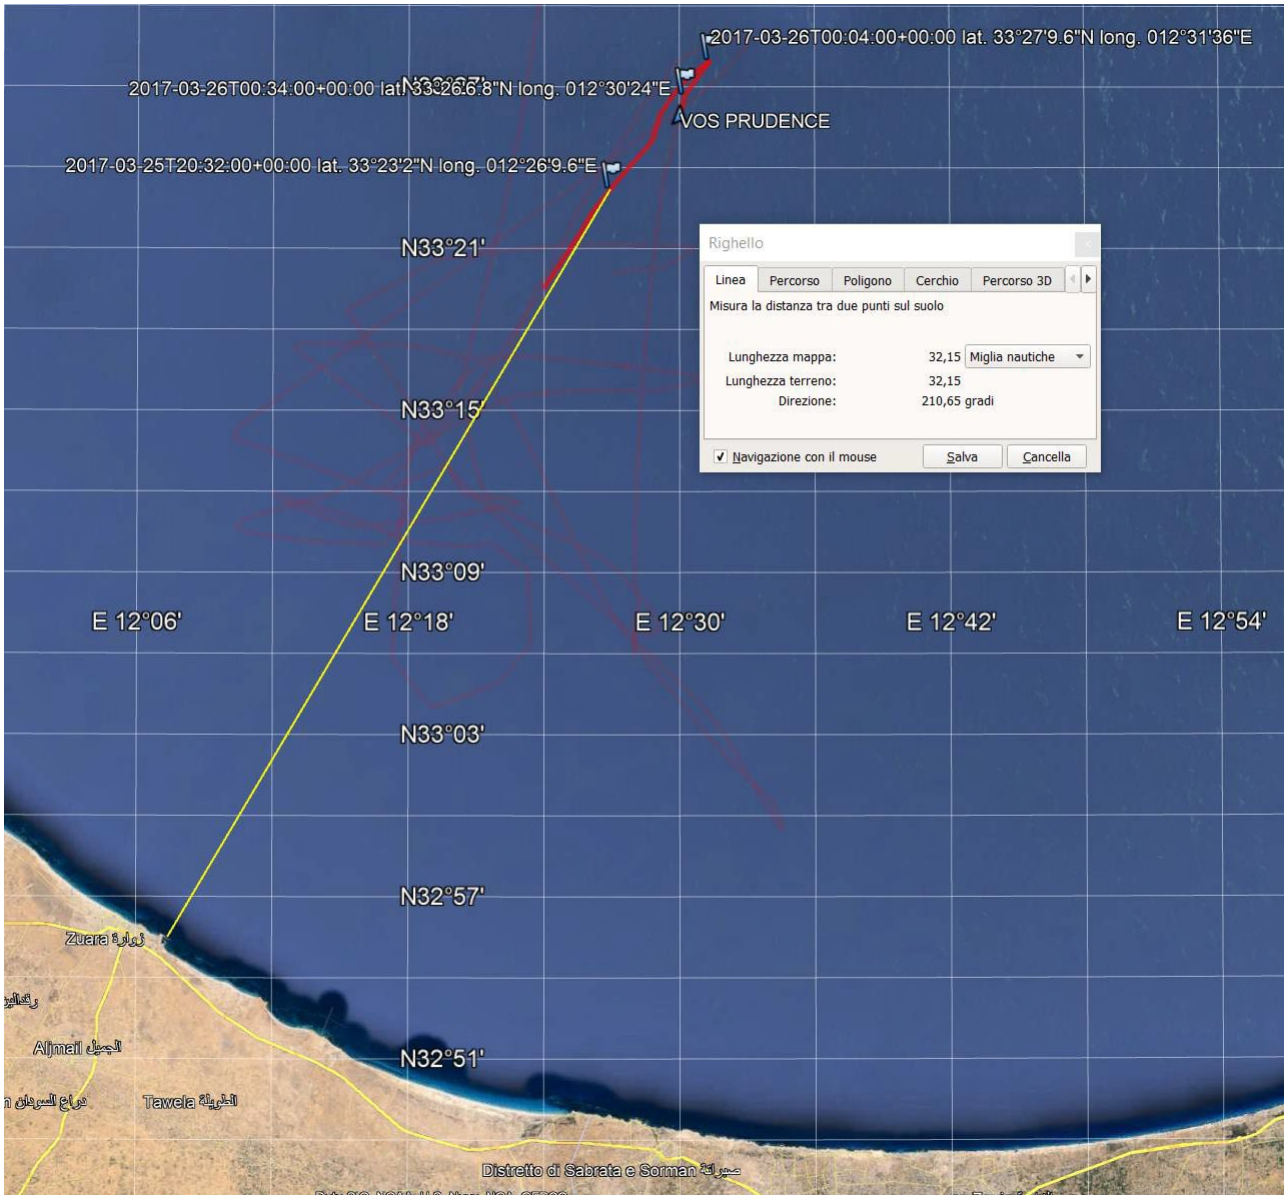 2017-03-26T00:04:00+00:00 lat. 33°27'9.6"N long. 012°31'36"E
2017-03-26T00:34:00+00:00 lat. 33°26'6.8"N long. 012°30'24"E
VOS PRUDENCE
2017-03-25T20:32:00+00:00 lat. 33°23'2"N long. 012°26'9.6"E
N33°21'
Righello
Linea Percorso Poligono Cerchio Percorso 3D
Misura la distanza tra due punti sul suolo
Lunghezza mappa: 32,15 Miglia nautiche
Lunghezza terreno: 32,15
Direzione: 210,65 gradi
Navigazione con il mouse Salva Cancella
N33°15'
N33°09'
E 12°06' E 12°18' E 12°30' E 12°42' E 12°54'
N33°03'
N32°57'
Zuara زوارة
Aljmail الجميل
N32°51'
Tawela الطويلة
Distretto di Sabrata e Sorman صبراتة